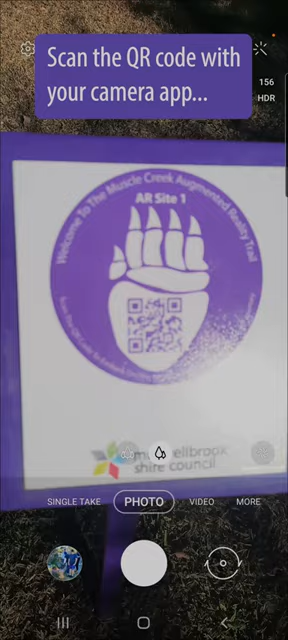 Scan the QR code with
your camera app...
156
HDR
Welcome To The Muscle Creek Augmented Reality Trail
AR Site 1
shire council
SINGLE TAKE
PHOTO
VIDEO
MORE